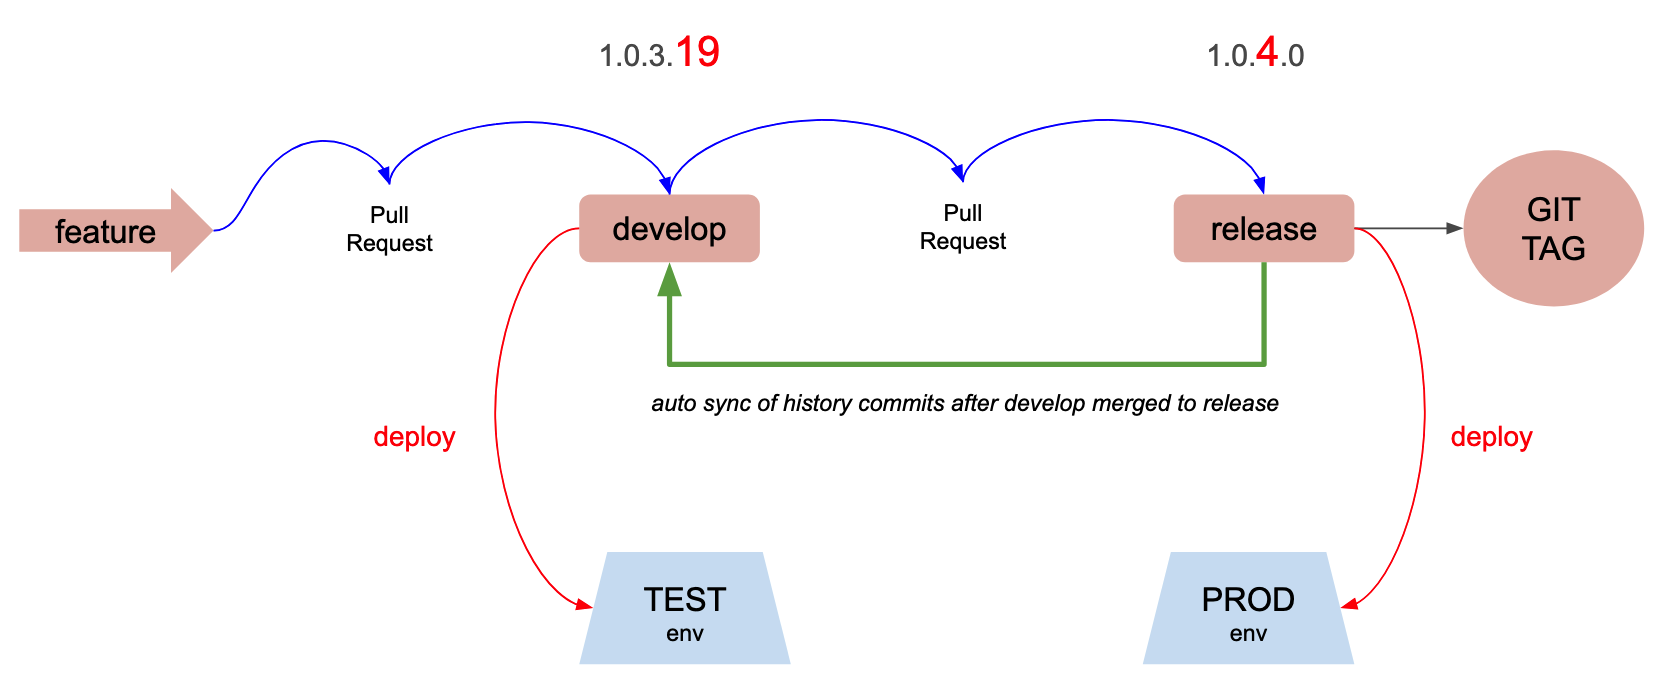 1.0.3.19
1.0.4.0
feature
Pull
Request
develop
Pull
Request
release
GIT
TAG
auto sync of history commits after develop merged to release
deploy
deploy
TEST
env
PROD
env